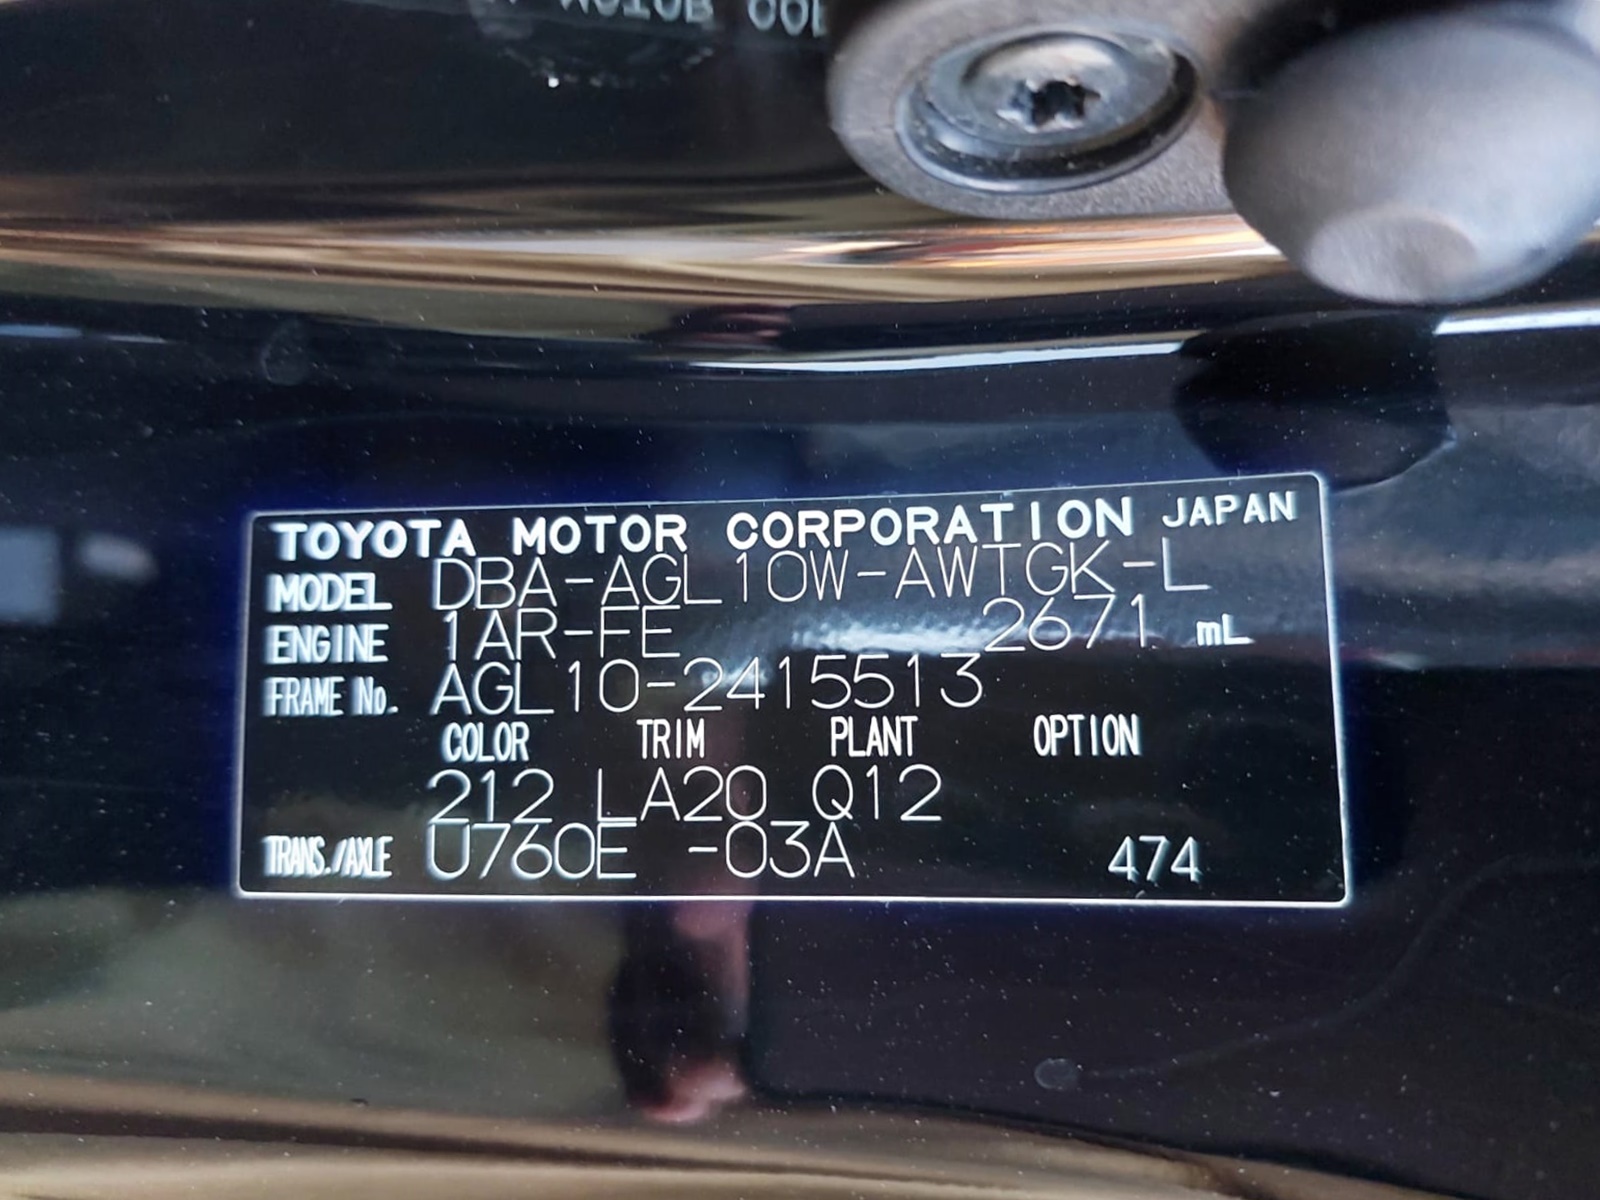 TOYOTA MOTOR CORPORATION JAPAN
MODEL DBA-AGL10W-AWTGK-L
ENGINE 1AR-FE 2671 mL
FRAME No. AGL10-2415513
COLOR TRIM PLANT OPTION
212 LA20 Q12
TRANS./AXLE U760E -03A 474